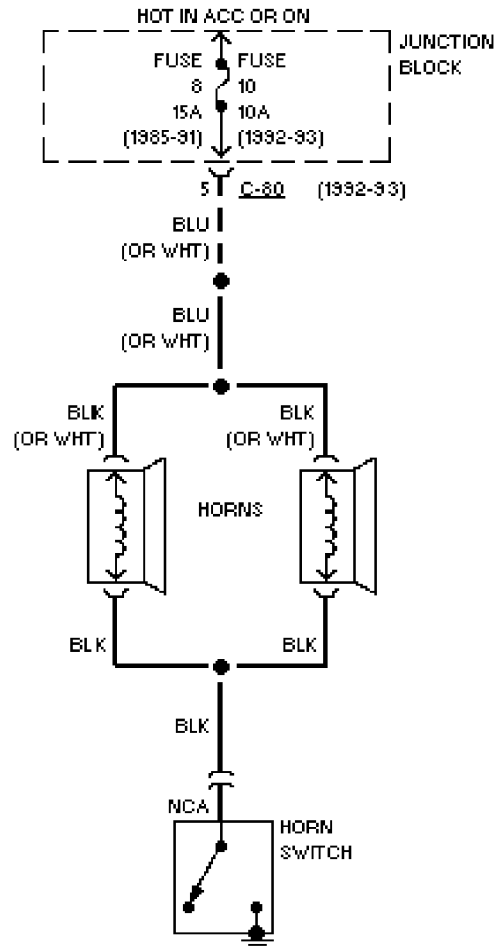 HOT IN ACC OR ON
JUNCTION
BLOCK
FUSE FUSE
8 10
15A 10A
(1985-91) (1992-93)
5 C-80 (1992-93)
BLU
(OR WHT)
BLU
(OR WHT)
BLK BLK
(OR WHT) (OR WHT)
HORNS
BLK BLK
BLK
NCA
HORN
SWITCH